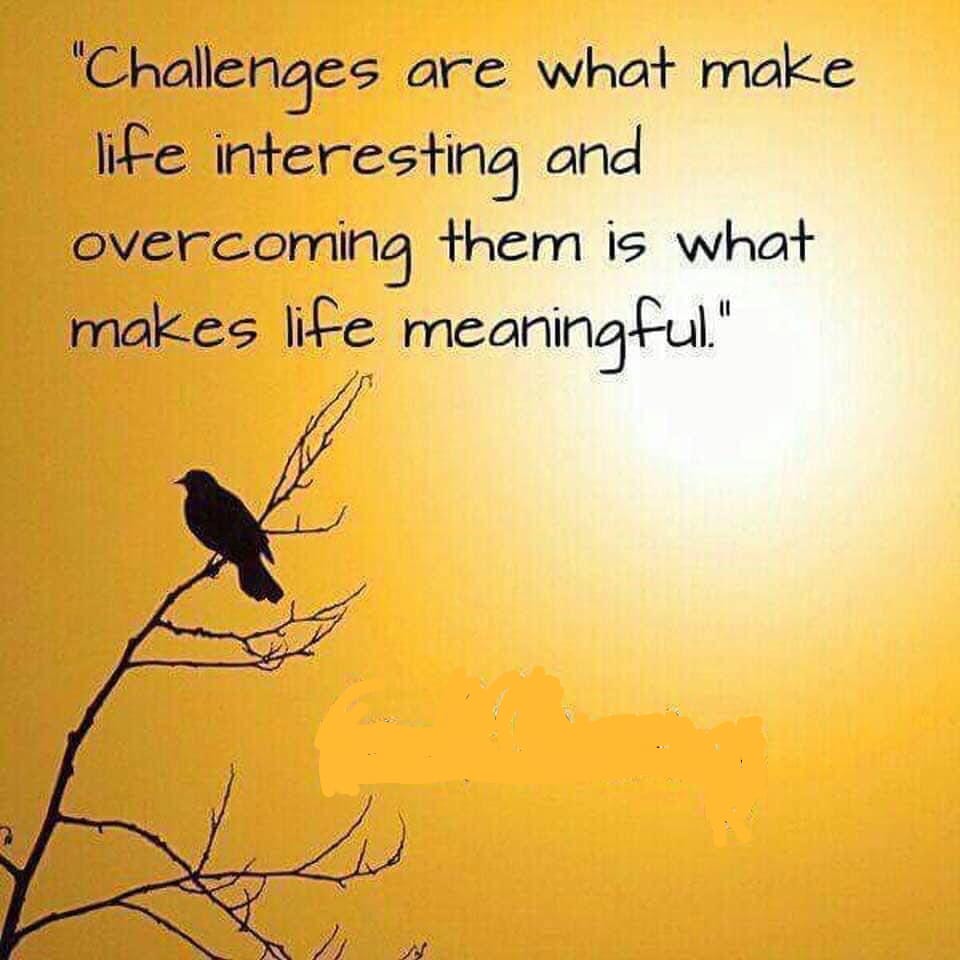 "Challenges are what make
life interesting and
overcoming them is what
makes life meaningful."